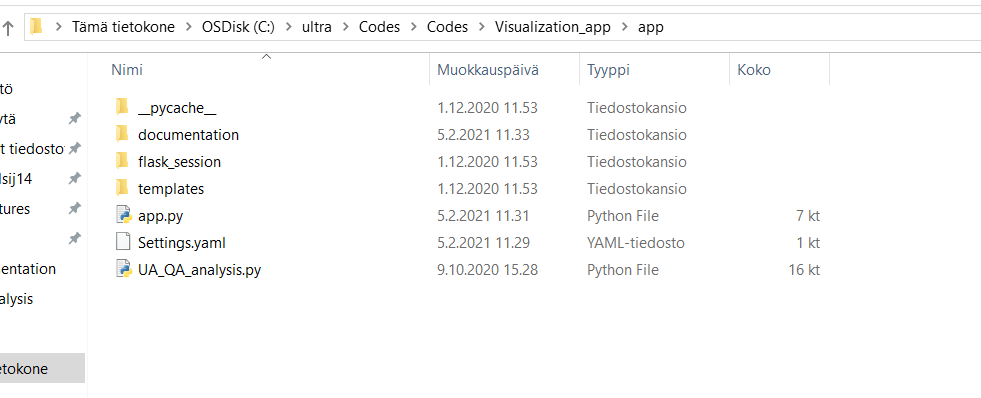 Tämä tietokone > OSDisk (C:) > ultra > Codes > Codes > Visualization_app > app
Nimi Muokkauspäivä Tyyppi Koko
__pycache__ 1.12.2020 11.53 Tiedostokansio
documentation 5.2.2021 11.33 Tiedostokansio
flask_session 1.12.2020 11.53 Tiedostokansio
templates 1.12.2020 11.53 Tiedostokansio
app.py 5.2.2021 11.31 Python File 7 kt
Settings.yaml 5.2.2021 11.29 YAML-tiedosto 1 kt
UA_QA_analysis.py 9.10.2020 15.28 Python File 16 kt
tö
ytä
t tiedosto
lsij14
tures
entation
alysis
etokone